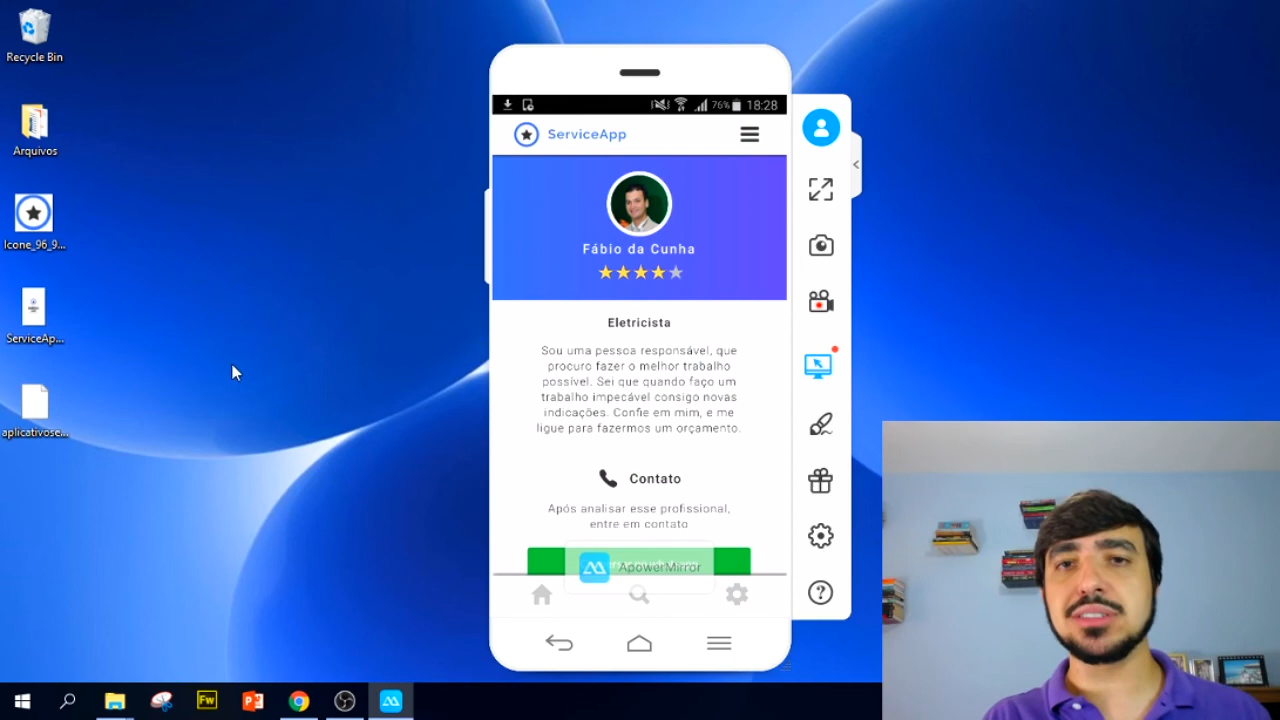 Recycle Bin
Arquivos
Icone_96_9...
ServiceAp...
aplicativose...
76%
18:28
ServiceApp
Fábio da Cunha
Eletricista
Sou uma pessoa responsável, que
procuro fazer o melhor trabalho
possível. Sei que quando faço um
trabalho impecável consigo novas
indicações. Confie em mim, e me
ligue para fazermos um orçamento.
Contato
Após analisar esse profissional,
entre em contato
ApowerMirror
Fw